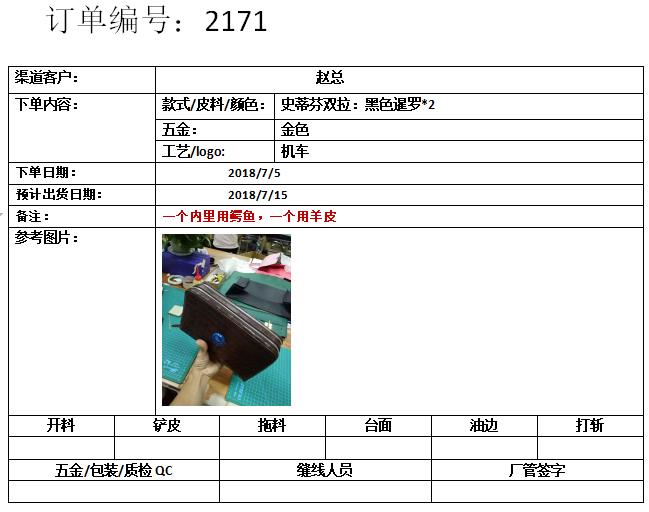 订单编号：2171
渠道客户： 赵总
下单内容： 款式/皮料/颜色： 史蒂芬双拉：黑色暹罗*2
五金： 金色
工艺/logo: 机车
下单日期： 2018/7/5
预计出货日期： 2018/7/15
备注： 一个内里用鳄鱼，一个用羊皮
参考图片：
开料 铲皮 拖料 台面 油边 打斩
五金/包装/质检 QC 缝线人员 厂管签字